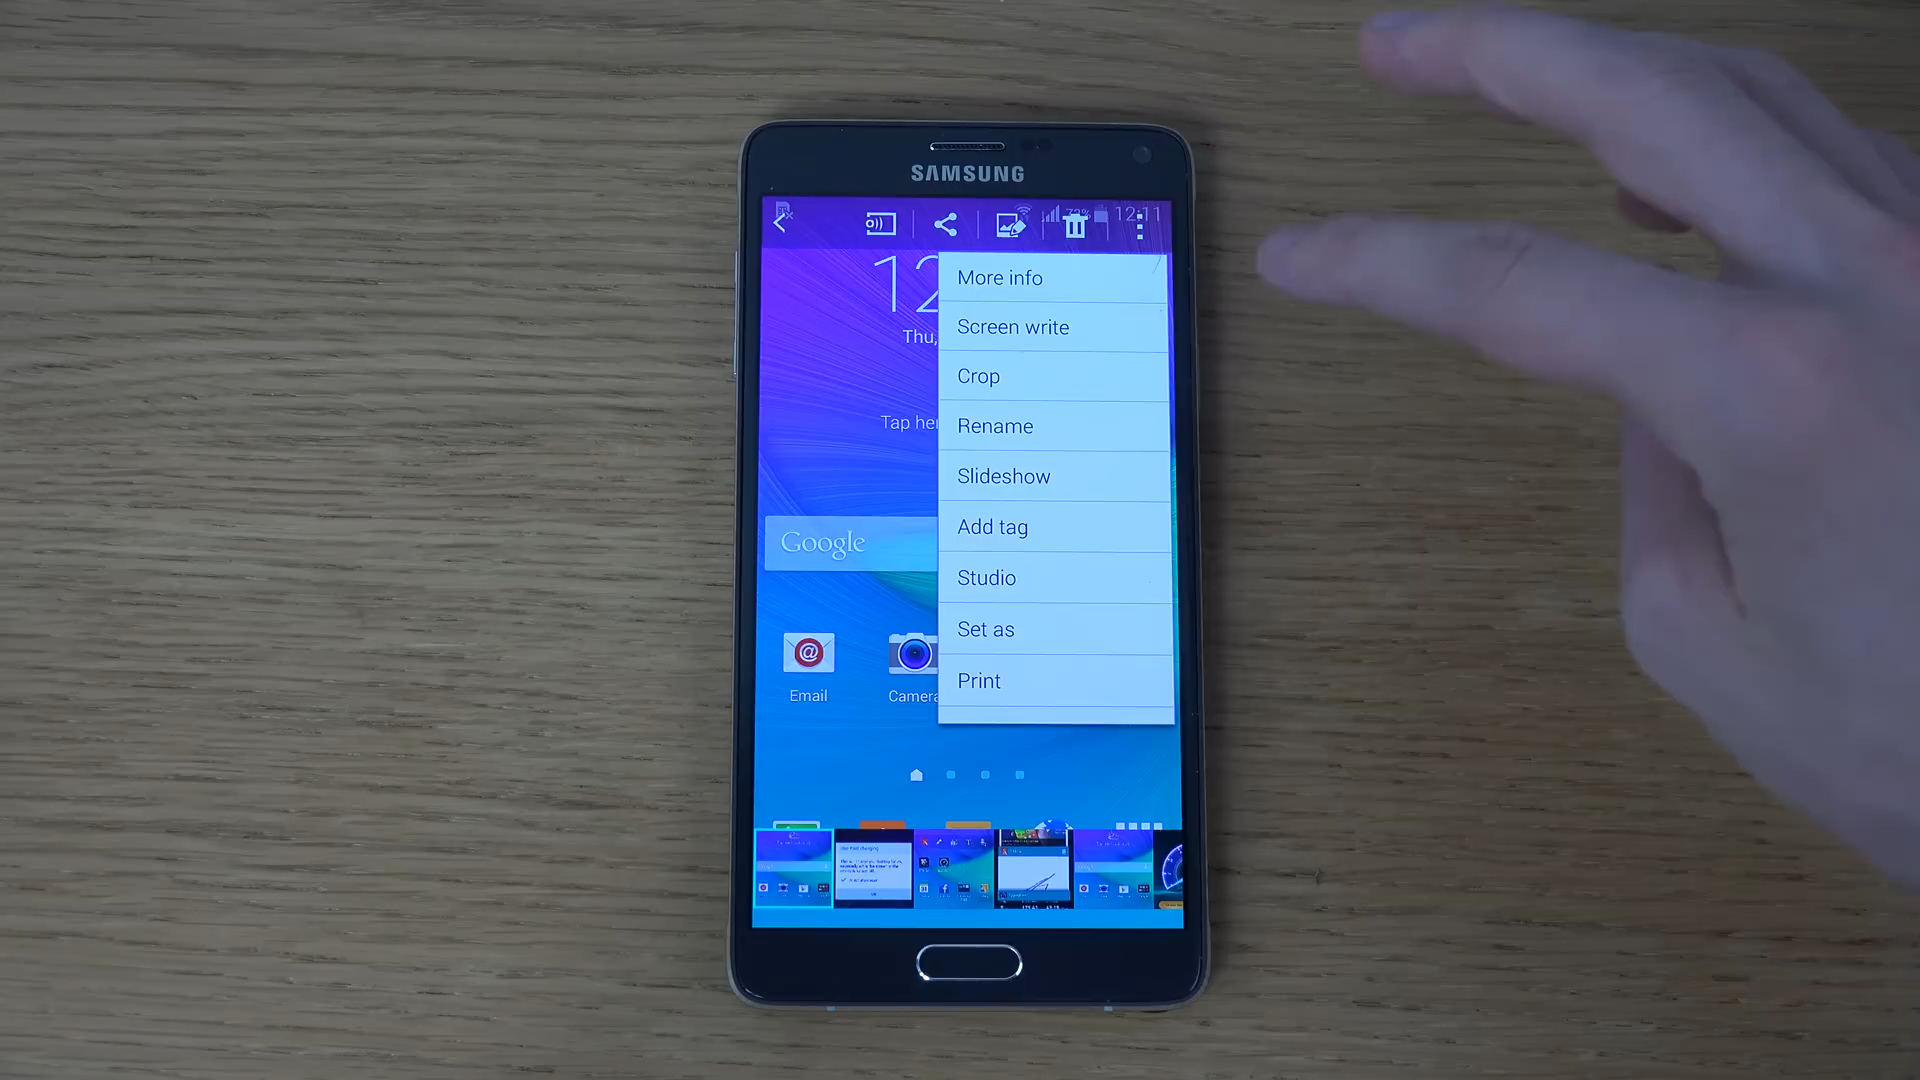 SAMSUNG
72% 12:11
12
Thu,
Tap her
More info
Screen write
Crop
Rename
Slideshow
Add tag
Studio
Set as
Print
Google
Email
Camera